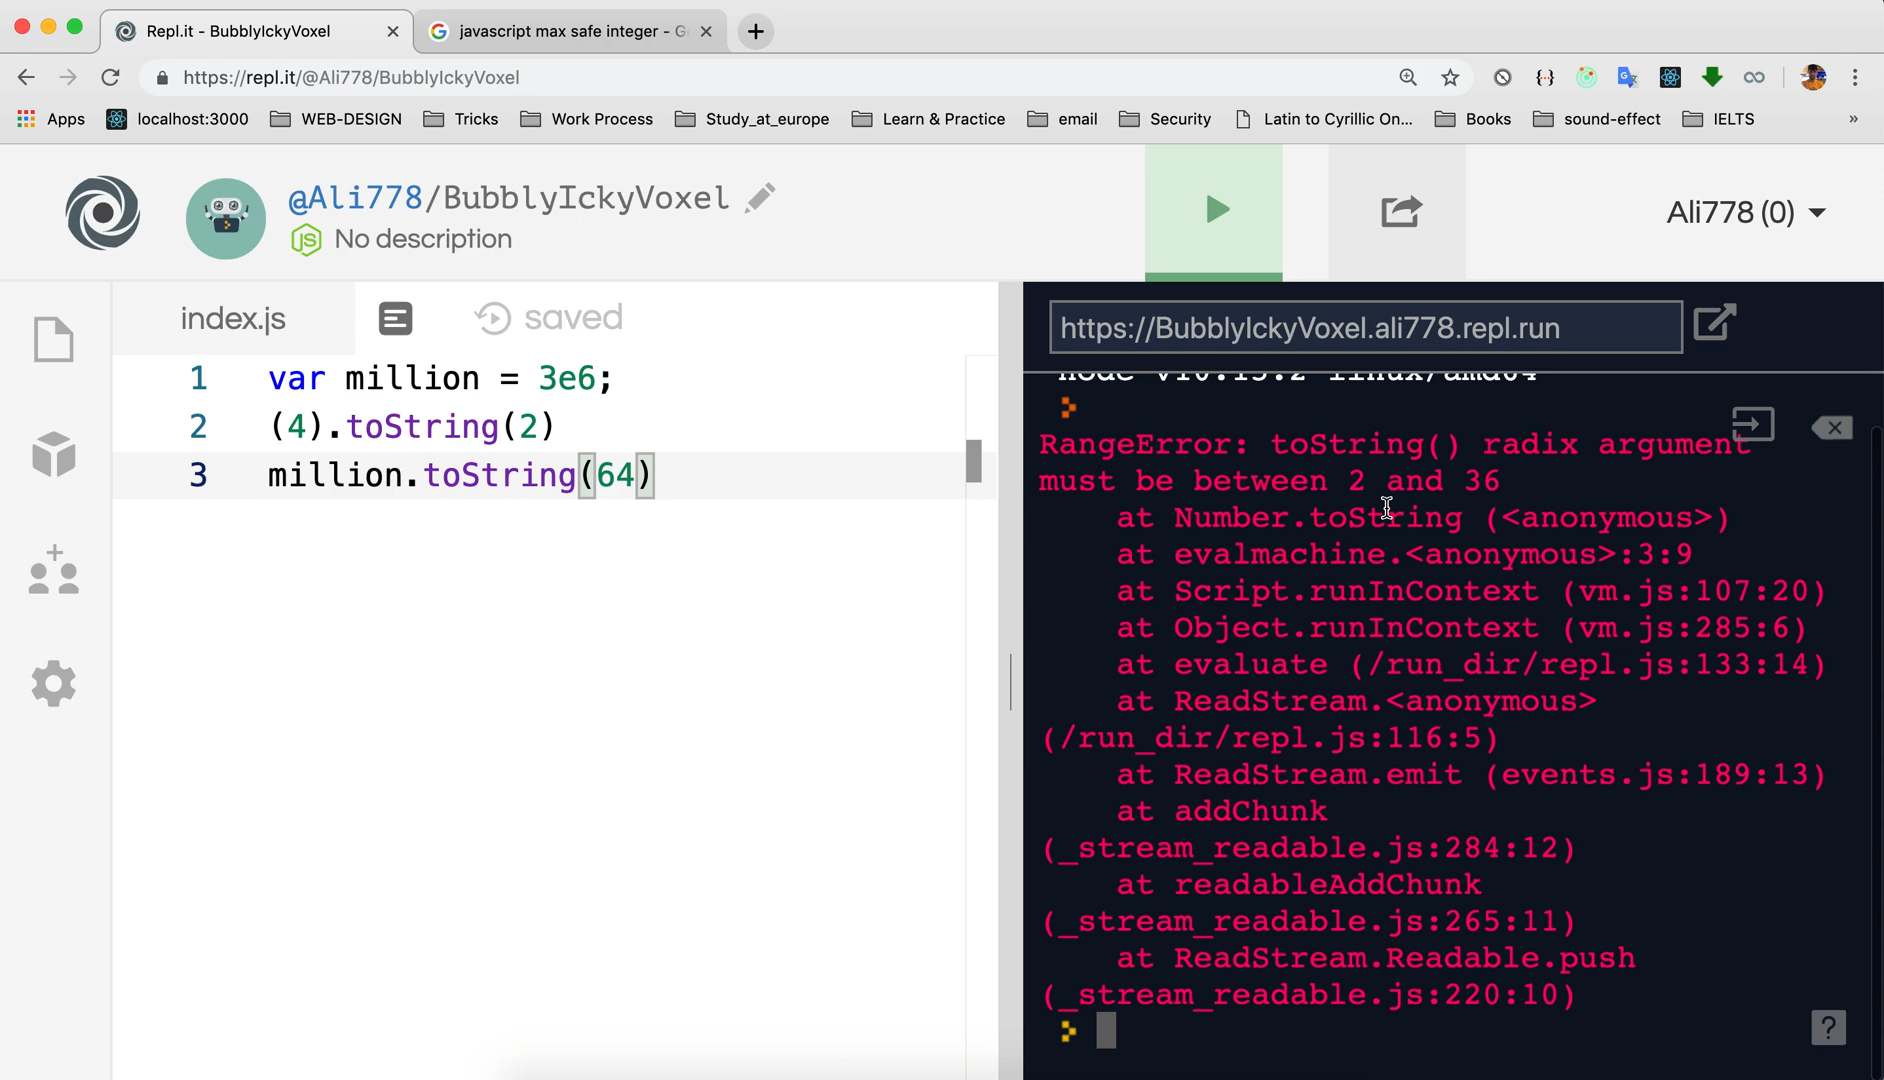 Repl.it - BubblyIckyVoxel
javascript max safe integer - G
https://repl.it/@Ali778/BubblyIckyVoxel
Apps
localhost:3000
WEB-DESIGN
Tricks
Work Process
Study_at_europe
Learn & Practice
email
Security
Latin to Cyrillic On...
Books
sound-effect
IELTS
»
@Ali778/BubblyIckyVoxel
No description
Ali778 (0)
index.js
saved
1 var million = 3e6;
2 (4).toString(2)
3 million.toString(64)
https://BubblyIckyVoxel.ali778.repl.run
node v10.15.2 linux/amd64
RangeError: toString() radix argument
must be between 2 and 36
at Number.toString (<anonymous>)
at evalmachine.<anonymous>:3:9
at Script.runInContext (vm.js:107:20)
at Object.runInContext (vm.js:285:6)
at evaluate (/run_dir/repl.js:133:14)
at ReadStream.<anonymous>
(/run_dir/repl.js:116:5)
at ReadStream.emit (events.js:189:13)
at addChunk
(_stream_readable.js:284:12)
at readableAddChunk
(_stream_readable.js:265:11)
at ReadStream.Readable.push
(_stream_readable.js:220:10)
?